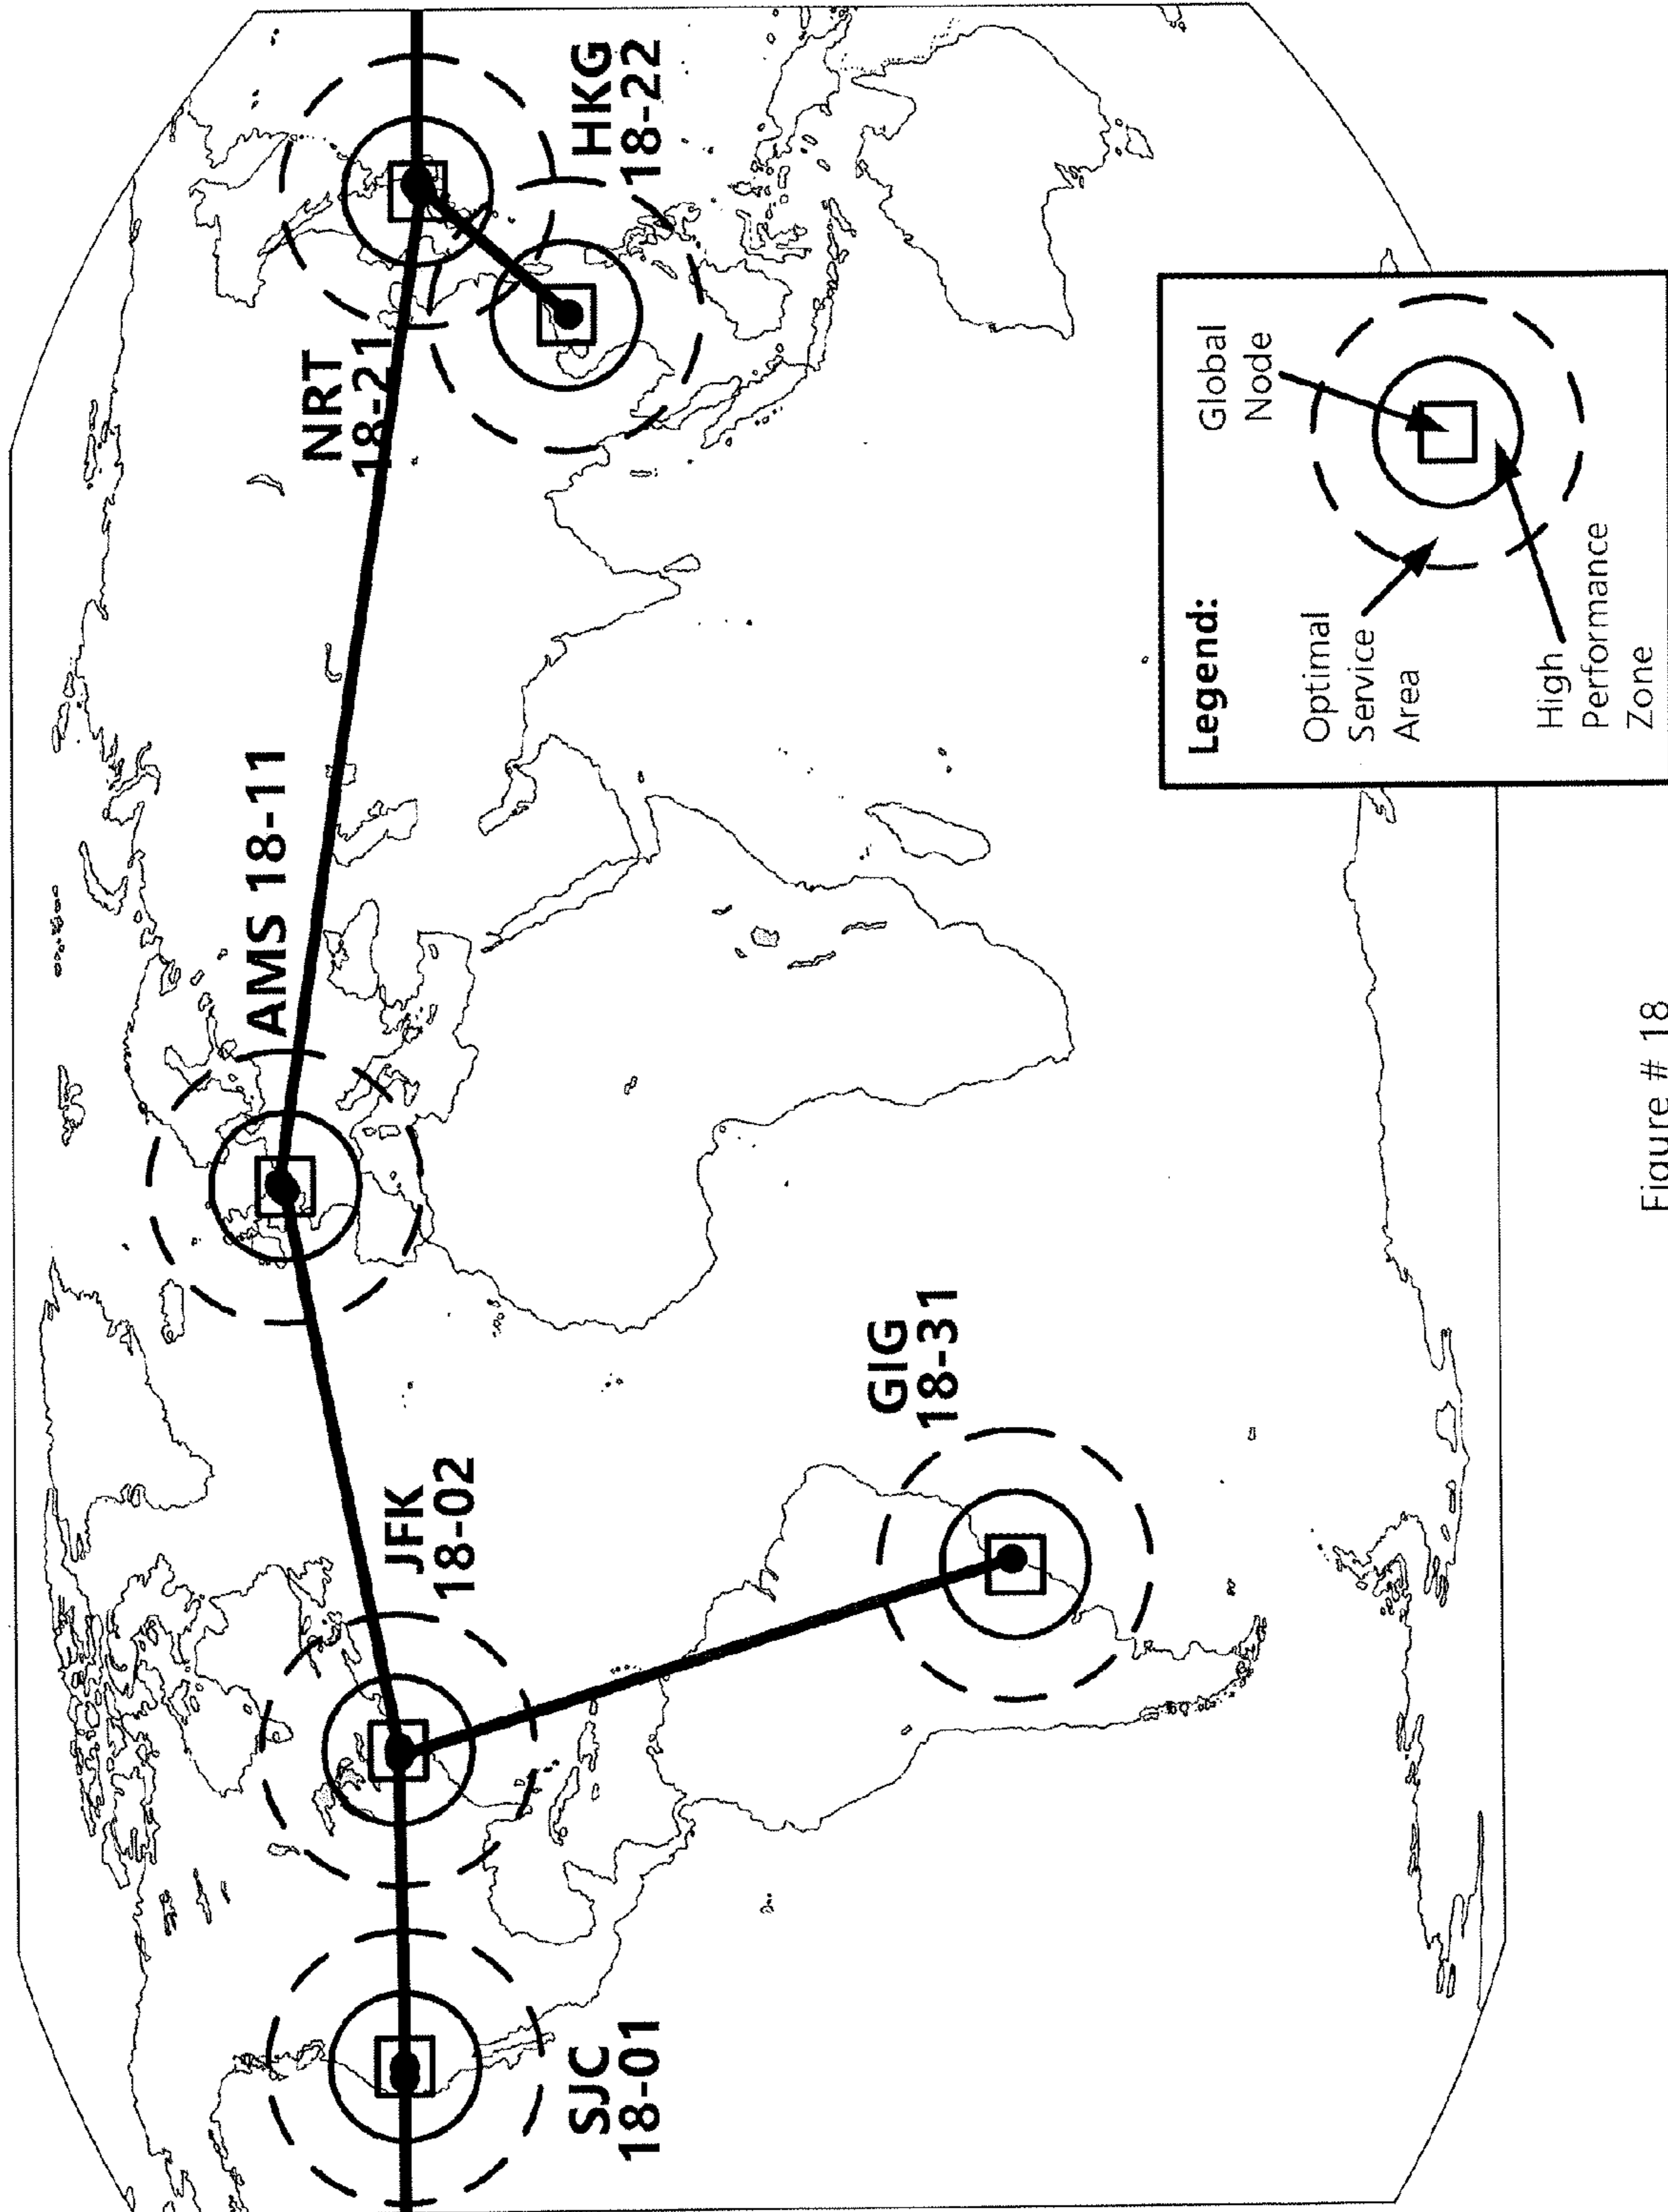 SJC
18-01
JFK
18-02
GIG
18-31
AMS 18-11
NRT
18-21
HKG
18-22
Legend:
Optimal
Service
Area
Global
Node
High
Performance
Zone
Figure # 18